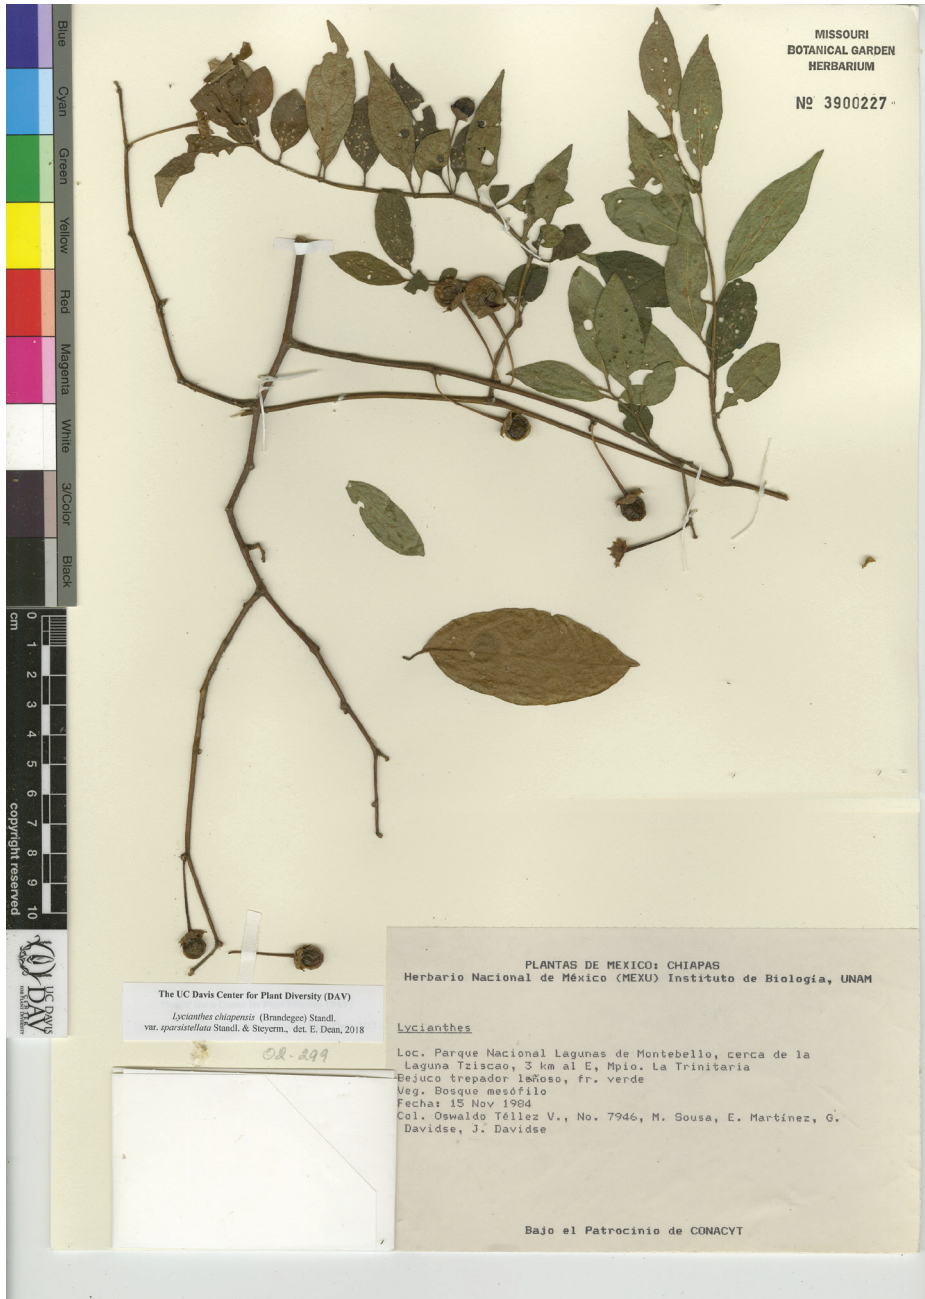 MISSOURI
BOTANICAL GARDEN
HERBARIUM
Nº 3900227
Blue
Cyan
Green
Yellow
Red
Magenta
White
3/Color
Black
cm
0
1
2
3
4
5
6
7
8
9
10
copyright reserved
UC DAVIS
DAV
The UC Davis Center for Plant Diversity (DAV)
Lycianthes chiapensis (Brandegee) Standl.
var. sparsistellata Standl. & Steyerm., det. E. Dean, 2018
02-299
PLANTAS DE MEXICO: CHIAPAS
Herbario Nacional de México (MEXU) Instituto de Biología, UNAM
Lycianthes
Loc. Parque Nacional Lagunas de Montebello, cerca de la
Laguna Tziscao, 3 km al E, Mpio. La Trinitaria
Bejuco trepador leñoso, fr. verde
Veg. Bosque mesófilo
Fecha: 15 Nov 1984
Col. Oswaldo Téllez V., No. 7946, M. Sousa, E. Martínez, G.
Davidse, J. Davidse
Bajo el Patrocinio de CONACYT